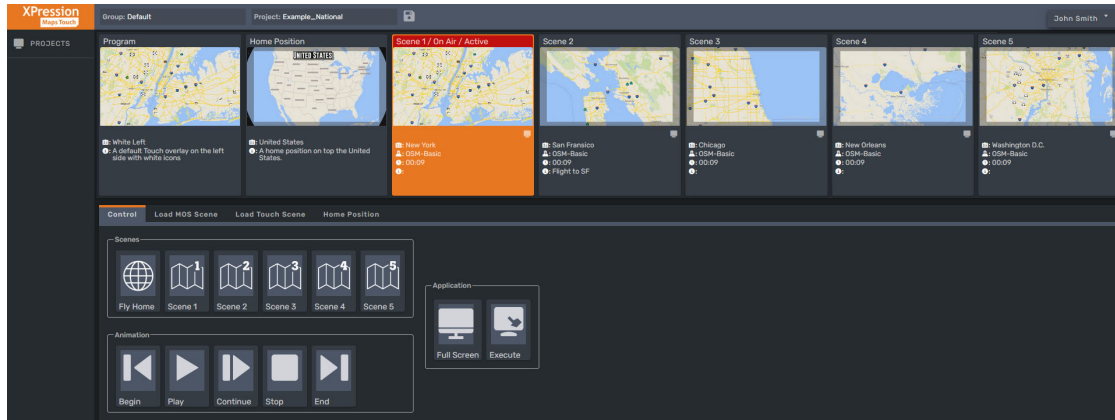 XPression
Maps Touch
Group: Default
Project: Example_National
John Smith
PROJECTS
Program
Home Position
Scene 1 / On Air / Active
Scene 2
Scene 3
Scene 4
Scene 5
UNITED STATES
: White Left
: A default Touch overlay on the left
side with white icons
: United States
: A home position on top the United
States.
: New York
: OSM-Basic
: 00:09
:
: San Fransico
: OSM-Basic
: 00:09
: Flight to SF
: Chicago
: OSM-Basic
: 00:09
:
: New Orleans
: OSM-Basic
: 00:09
:
: Washington D.C.
: OSM-Basic
: 00:09
:
Control
Load MOS Scene
Load Touch Scene
Home Position
Scenes
1
2
3
4
5
Fly Home
Scene 1
Scene 2
Scene 3
Scene 4
Scene 5
Application
Full Screen
Execute
Animation
Begin
Play
Continue
Stop
End